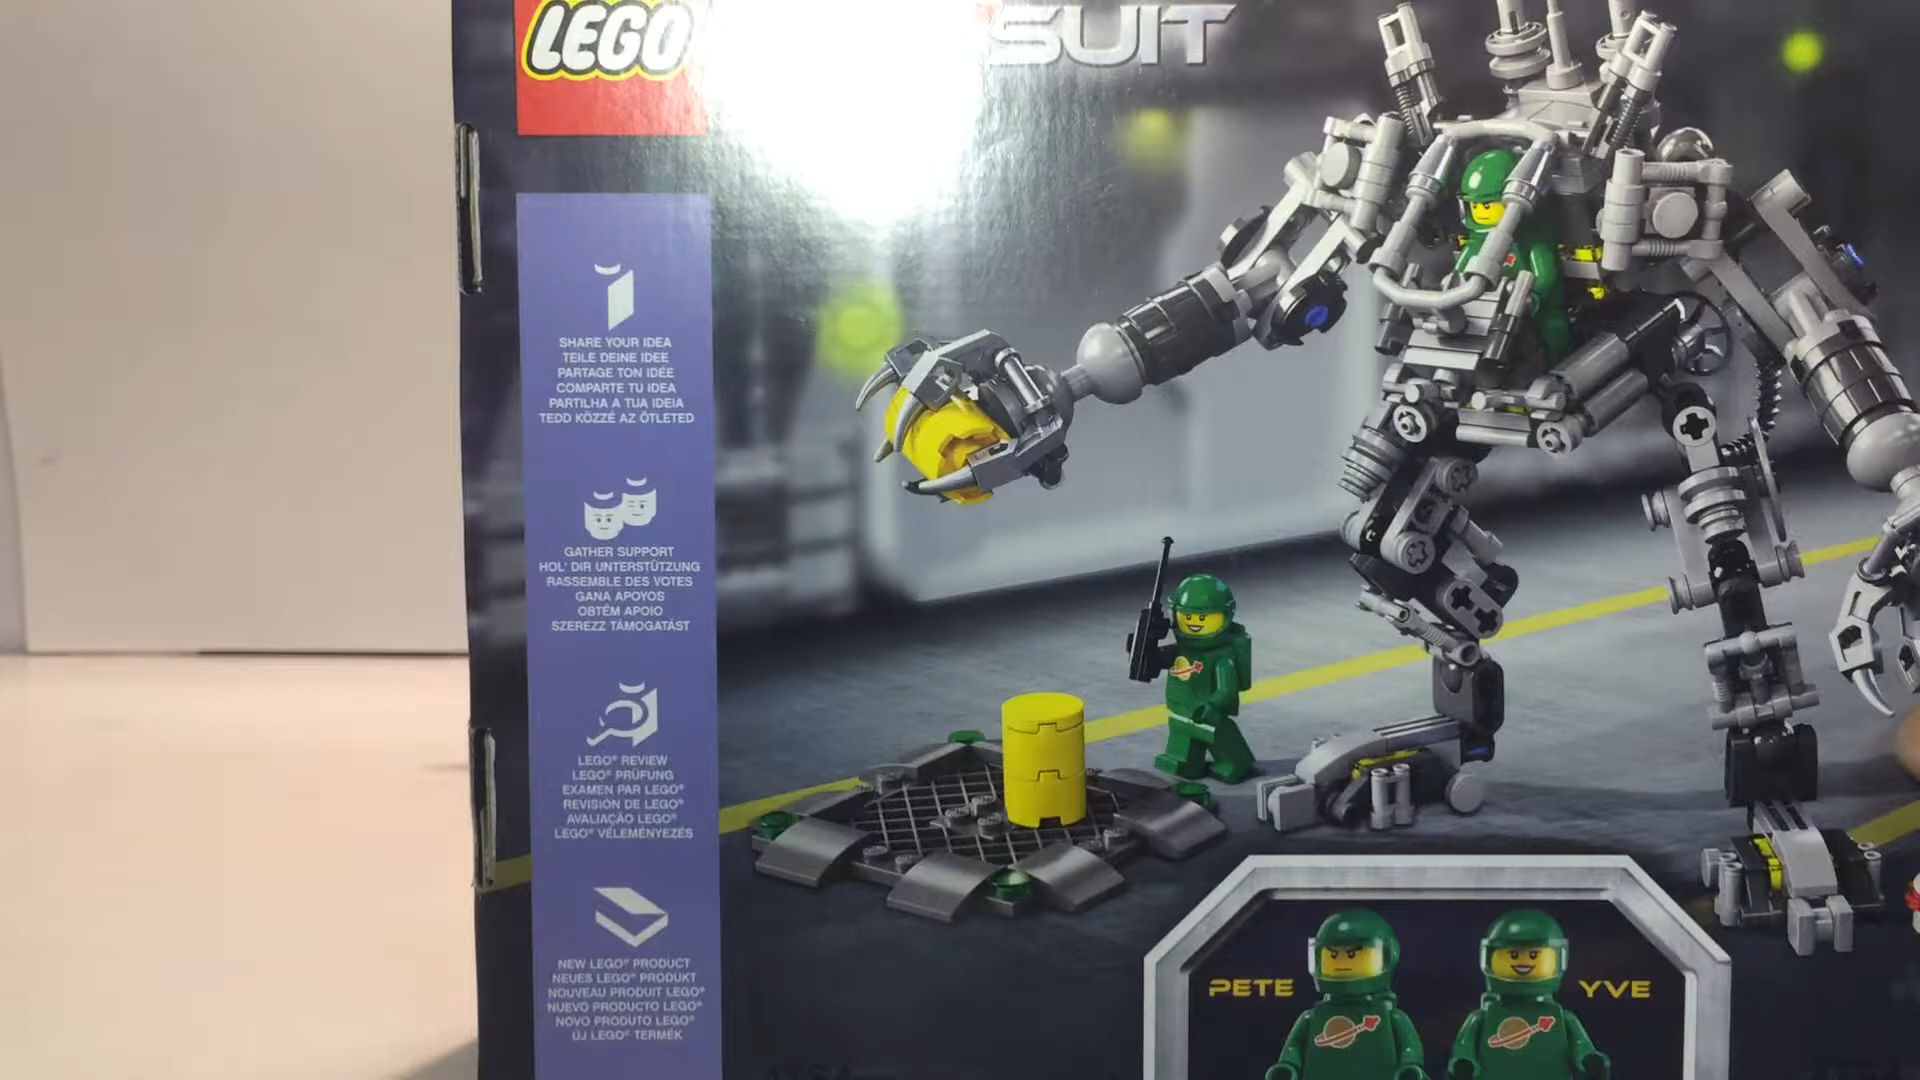 LEGO
SUIT
SHARE YOUR IDEA
TEILE DEINE IDEE
PARTAGE TON IDÉE
COMPARTE TU IDEA
PARTILHA A TUA IDEIA
TEDD KÖZZÉ AZ ÖTLETED
GATHER SUPPORT
HOL' DIR UNTERSTÜTZUNG
RASSEMBLE DES VOTES
GANA APOYOS
OBTÉM APOIO
SZEREZZ TÁMOGATÁST
LEGO® REVIEW
LEGO® PRÜFUNG
EXAMEN PAR LEGO®
REVISIÓN DE LEGO®
AVALIAÇÃO LEGO®
LEGO® VÉLEMÉNYEZÉS
NEW LEGO® PRODUCT
NEUES LEGO® PRODUKT
NOUVEAU PRODUIT LEGO®
NUEVO PRODUCTO LEGO®
NOVO PRODUTO LEGO®
ÚJ LEGO® TERMÉK
PETE
YVE